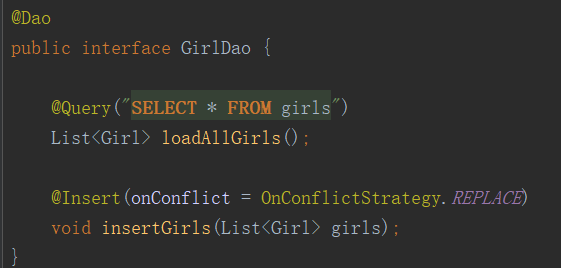 @Dao
public interface GirlDao {
@Query("SELECT * FROM girls")
List<Girl> loadAllGirls();
@Insert(onConflict = OnConflictStrategy.REPLACE)
void insertGirls(List<Girl> girls);
}